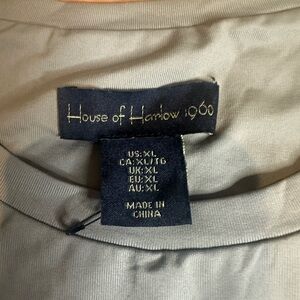 House of Harlow 1960
US: XL
CA: XL/TG
UK: XL
EU: XL
AU: XL
MADE IN
CHINA